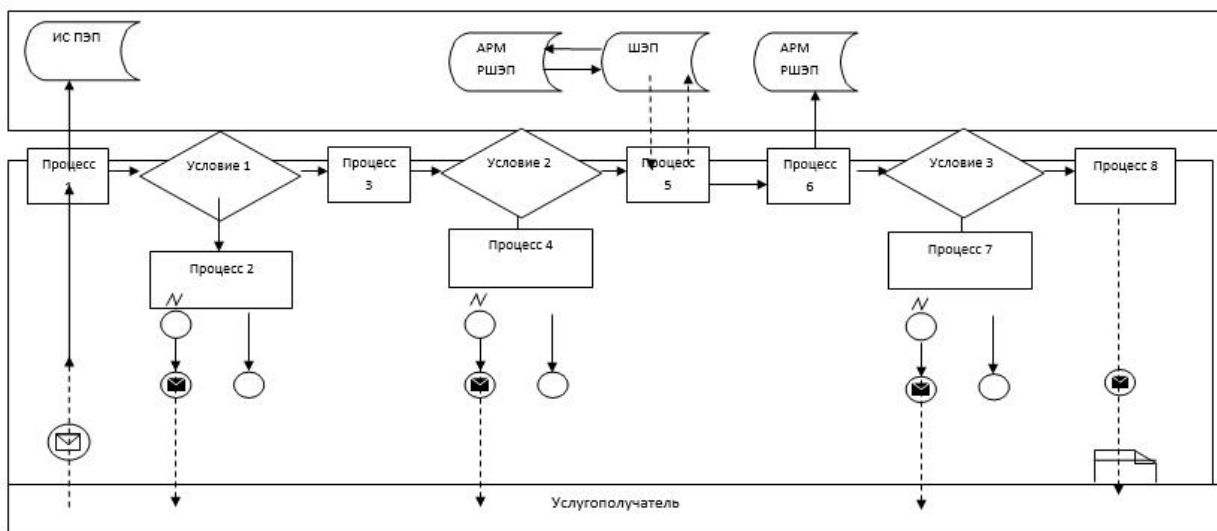 ИС ПЭП
АРМ
РШЭП
ШЭП
АРМ
РШЭП
Процесс
1
Условие 1
Процесс
3
Условие 2
Процесс
5
Процесс
6
Условие 3
Процесс 8
Процесс 2
Процесс 4
Процесс 7
Услугополучатель